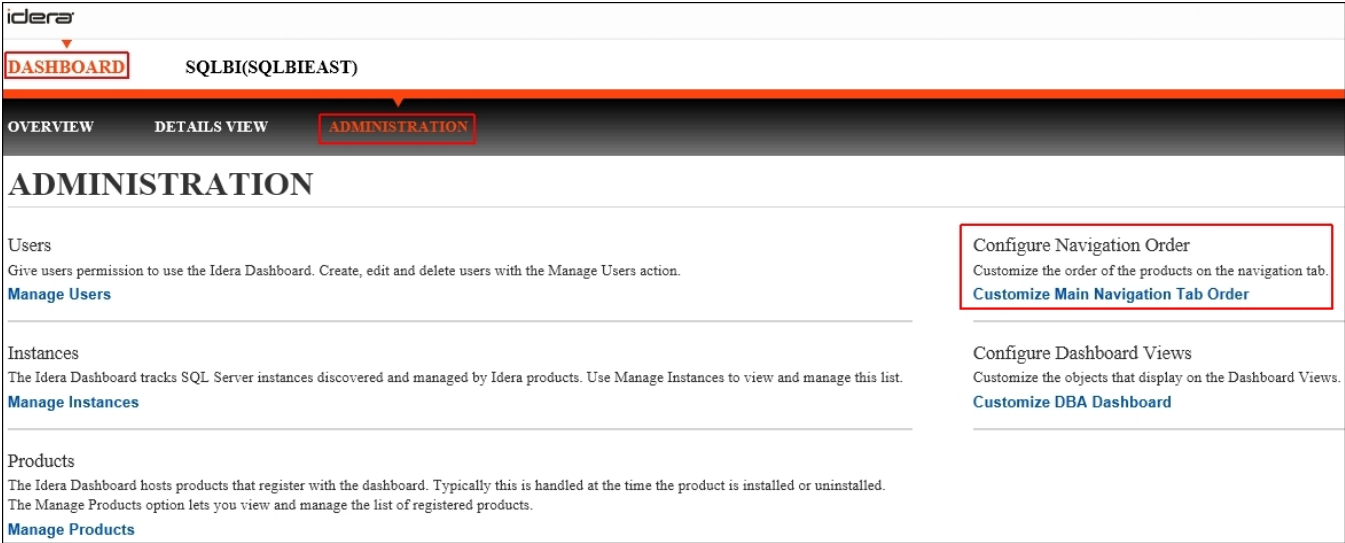 idera
DASHBOARD SQLBI(SQLBIEAST)
OVERVIEW DETAILS VIEW ADMINISTRATION
ADMINISTRATION
Users
Give users permission to use the Idera Dashboard. Create, edit and delete users with the Manage Users action.
Manage Users
Instances
The Idera Dashboard tracks SQL Server instances discovered and managed by Idera products. Use Manage Instances to view and manage this list.
Manage Instances
Products
The Idera Dashboard hosts products that register with the dashboard. Typically this is handled at the time the product is installed or uninstalled.
The Manage Products option lets you view and manage the list of registered products.
Manage Products
Configure Navigation Order
Customize the order of the products on the navigation tab.
Customize Main Navigation Tab Order
Configure Dashboard Views
Customize the objects that display on the Dashboard Views.
Customize DBA Dashboard